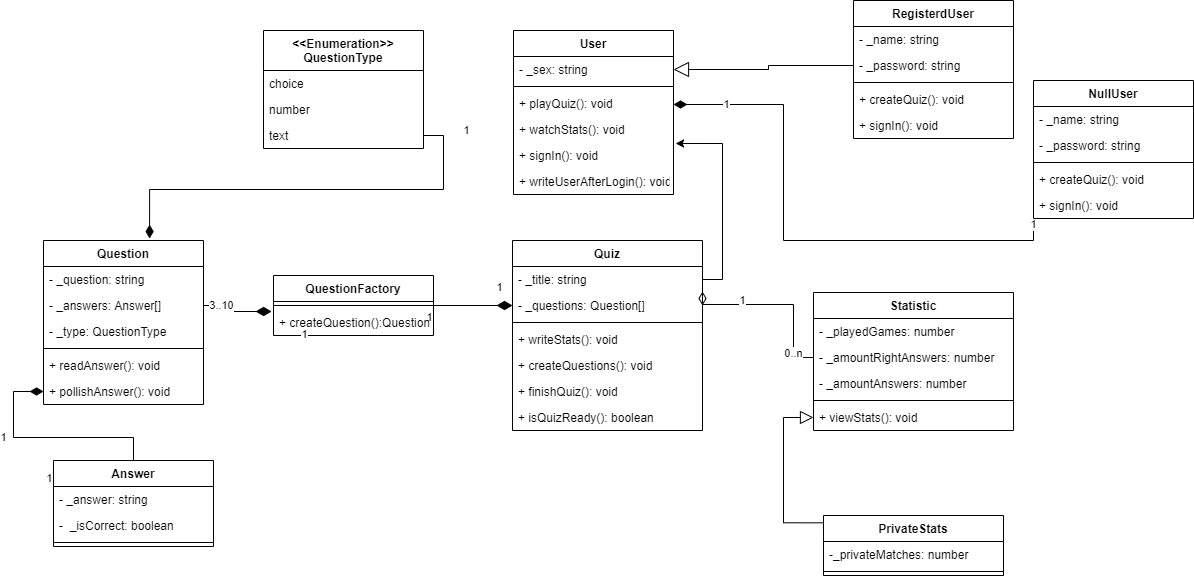 <<Enumeration>>
QuestionType
choice
number
text
1
User
- _sex: string
+ playQuiz(): void
+ watchStats(): void
+ signIn(): void
+ writeUserAfterLogin(): void
RegisterdUser
- _name: string
- _password: string
+ createQuiz(): void
+ signIn(): void
NullUser
- _name: string
- _password: string
+ createQuiz(): void
+ signIn(): void
1
1
Question
- _question: string
- _answers: Answer[]
- _type: QuestionType
+ readAnswer(): void
+ pollishAnswer(): void
3..10
QuestionFactory
+ createQuestion():Question
1
1
1
Quiz
- _title: string
- _questions: Question[]
+ writeStats(): void
+ createQuestions(): void
+ finishQuiz(): void
+ isQuizReady(): boolean
1
0..n
Statistic
- _playedGames: number
- _amountRightAnswers: number
- _amountAnswers: number
+ viewStats(): void
1
1
Answer
- _answer: string
- _isCorrect: boolean
PrivateStats
-_privateMatches: number